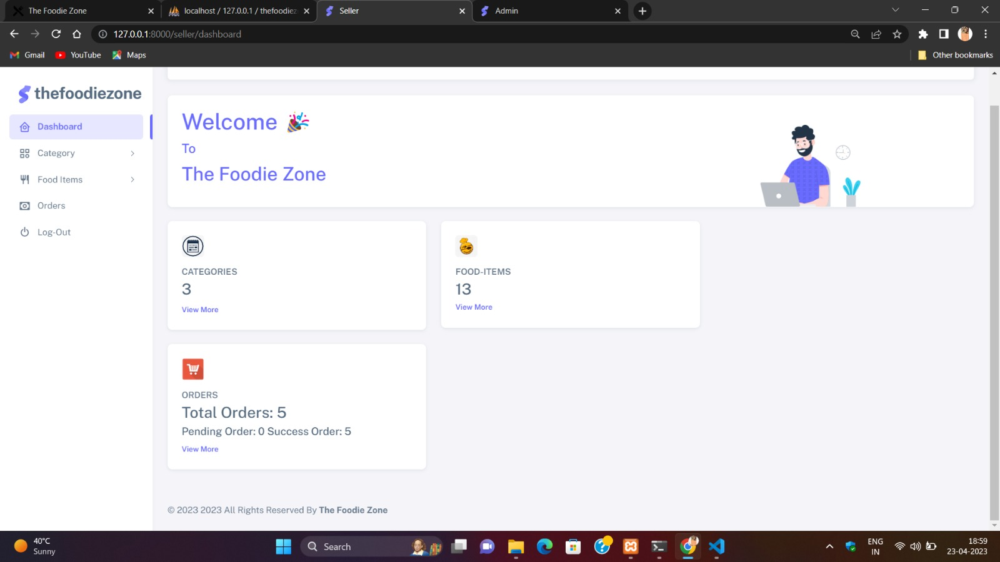 The Foodie Zone
localhost / 127.0.0.1 / thefoodiez
Seller
Admin
127.0.0.1:8000/seller/dashboard
Gmail
YouTube
Maps
Other bookmarks
thefoodiezone
Dashboard
Category
Food Items
Orders
Log-Out
Welcome
To
The Foodie Zone
CATEGORIES
3
View More
FOOD-ITEMS
13
View More
ORDERS
Total Orders: 5
Pending Order: 0 Success Order: 5
View More
© 2023 2023 All Rights Reserved By The Foodie Zone
40°C
Sunny
Search
ENG
IN
18:59
23-04-2023